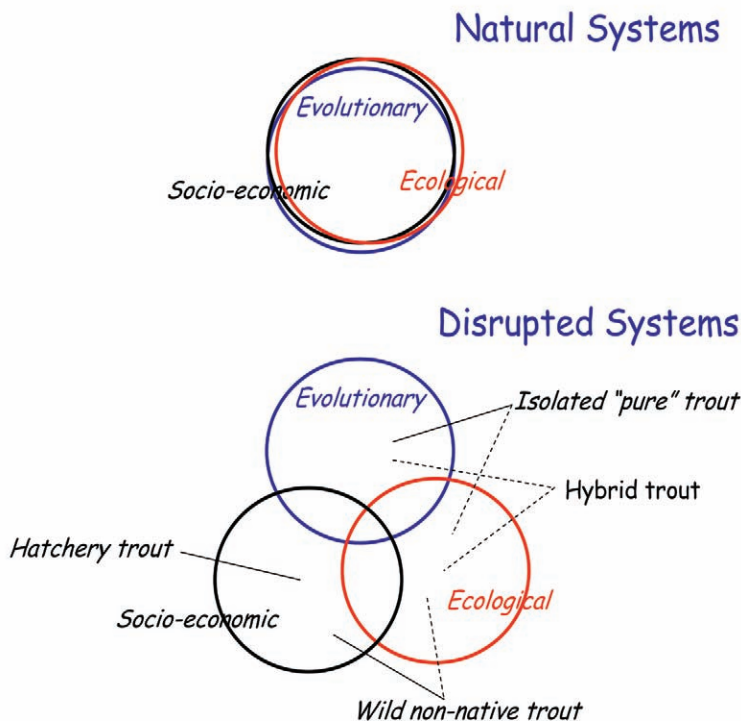 Natural Systems
Evolutionary
Socio-economic
Ecological
Disrupted Systems
Evolutionary
Isolated "pure" trout
Hybrid trout
Hatchery trout
Socio-economic
Ecological
Wild non-native trout